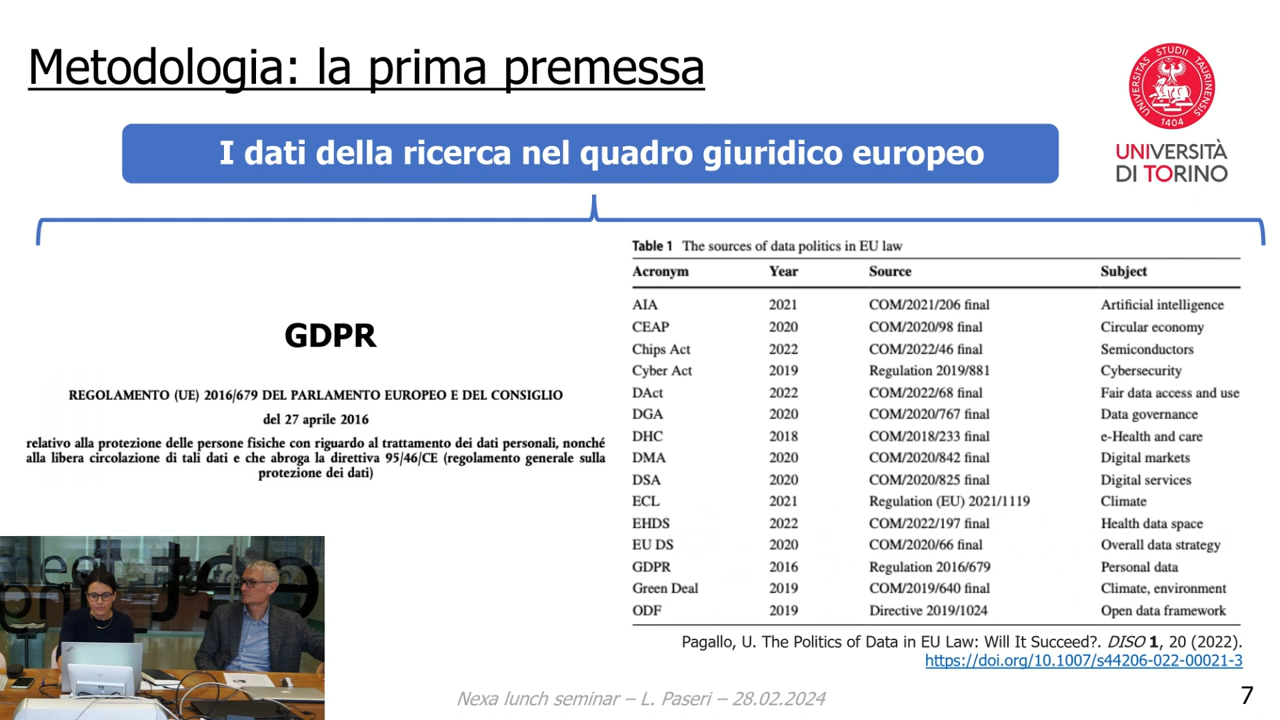 Metodologia: la prima premessa
STUDII
UNIVERSITAS TAURINENSIS
1404
UNIVERSITÀ
DI TORINO
I dati della ricerca nel quadro giuridico europeo
GDPR
REGOLAMENTO (UE) 2016/679 DEL PARLAMENTO EUROPEO E DEL CONSIGLIO
del 27 aprile 2016
relativo alla protezione delle persone fisiche con riguardo al trattamento dei dati personali, nonché
alla libera circolazione di tali dati e che abroga la direttiva 95/46/CE (regolamento generale sulla
protezione dei dati)
Table 1 The sources of data politics in EU law
Acronym Year Source Subject
AIA 2021 COM/2021/206 final Artificial intelligence
CEAP 2020 COM/2020/98 final Circular economy
Chips Act 2022 COM/2022/46 final Semiconductors
Cyber Act 2019 Regulation 2019/881 Cybersecurity
DAct 2022 COM/2022/68 final Fair data access and use
DGA 2020 COM/2020/767 final Data governance
DHC 2018 COM/2018/233 final e-Health and care
DMA 2020 COM/2020/842 final Digital markets
DSA 2020 COM/2020/825 final Digital services
ECL 2021 Regulation (EU) 2021/1119 Climate
EHDS 2022 COM/2022/197 final Health data space
EU DS 2020 COM/2020/66 final Overall data strategy
GDPR 2016 Regulation 2016/679 Personal data
Green Deal 2019 COM/2019/640 final Climate, environment
ODF 2019 Directive 2019/1024 Open data framework
Pagallo, U. The Politics of Data in EU Law: Will It Succeed?. DISO 1, 20 (2022).
https://doi.org/10.1007/s44206-022-00021-3
Nexa lunch seminar – L. Paseri – 28.02.2024
7